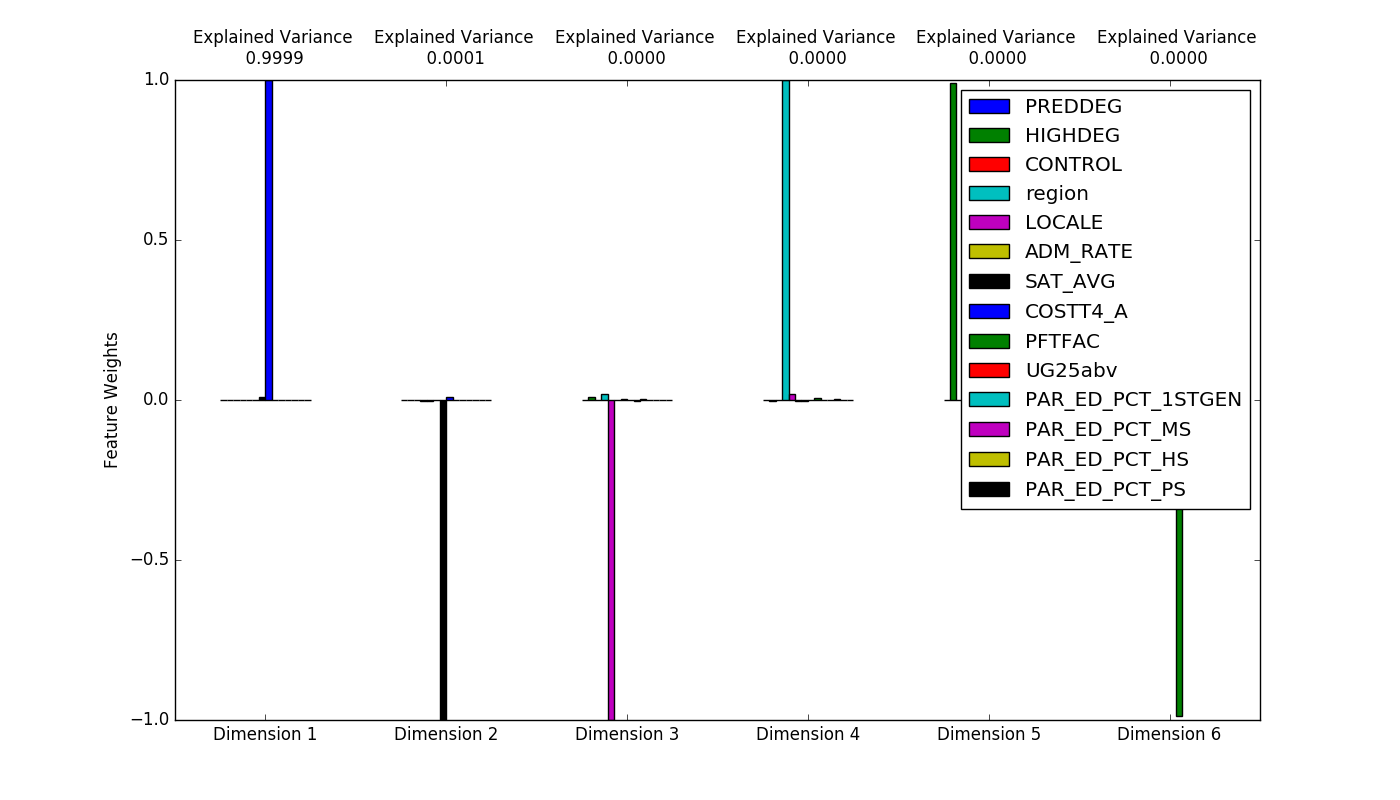 Explained Variance Explained Variance Explained Variance Explained Variance Explained Variance Explained Variance
0.9999 0.0001 0.0000 0.0000 0.0000 0.0000
1.0
0.5
0.0
−0.5
−1.0
Feature Weights
PREDDEG
HIGHDEG
CONTROL
region
LOCALE
ADM_RATE
SAT_AVG
COSTT4_A
PFTFAC
UG25abv
PAR_ED_PCT_1STGEN
PAR_ED_PCT_MS
PAR_ED_PCT_HS
PAR_ED_PCT_PS
Dimension 1 Dimension 2 Dimension 3 Dimension 4 Dimension 5 Dimension 6